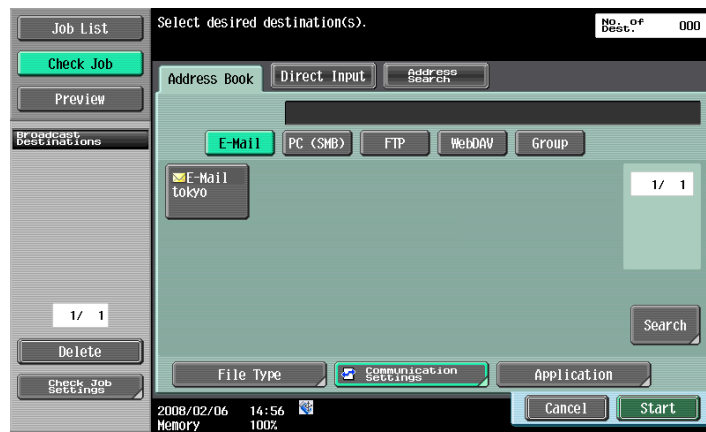 Job List
Check Job
Preview
Broadcast
Destinations
1/ 1
Delete
Check Job
Settings
Select desired destination(s).
No. of
Dest.
000
Address Book
Direct Input
Address
Search
E-Mail
PC (SMB)
FTP
WebDAV
Group
E-Mail
tokyo
1/ 1
Search
File Type
Communication
Settings
Application
2008/02/06 14:56
Memory 100%
Cancel
Start